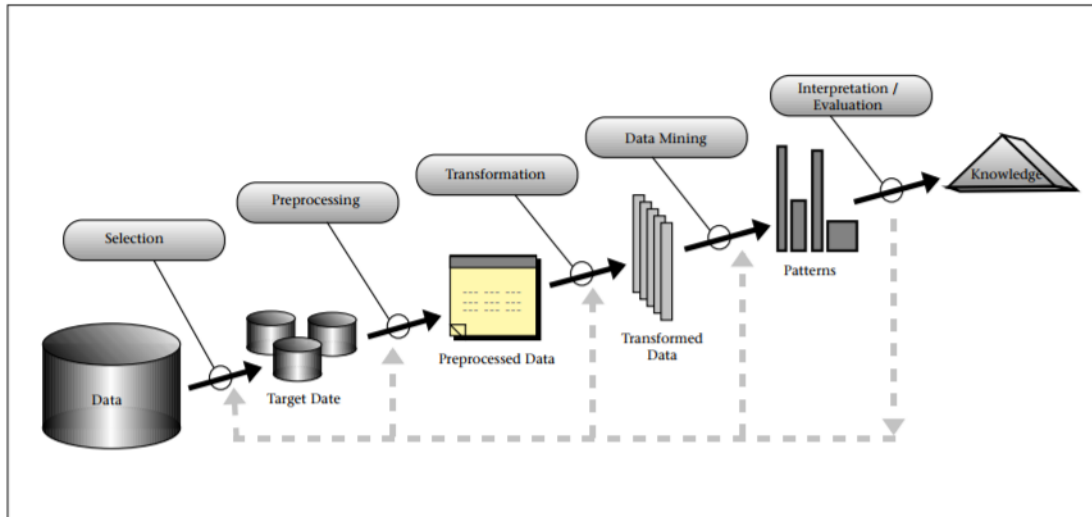 Interpretation /
Evaluation
Data Mining
Transformation
Preprocessing
Selection
Data
Target Date
Preprocessed Data
Transformed
Data
Patterns
Knowledge